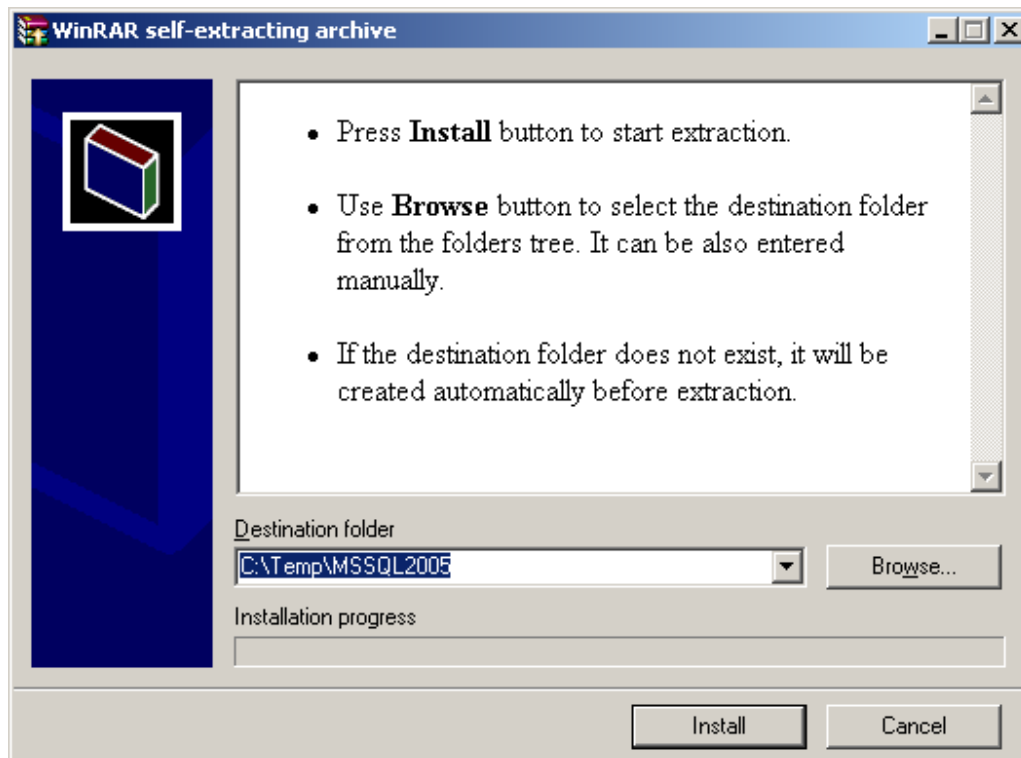 WinRAR self-extracting archive
• Press Install button to start extraction.
• Use Browse button to select the destination folder
from the folders tree. It can be also entered
manually.
• If the destination folder does not exist, it will be
created automatically before extraction.
Destination folder
C:\Temp\MSSQL2005
Browse...
Installation progress
Install
Cancel